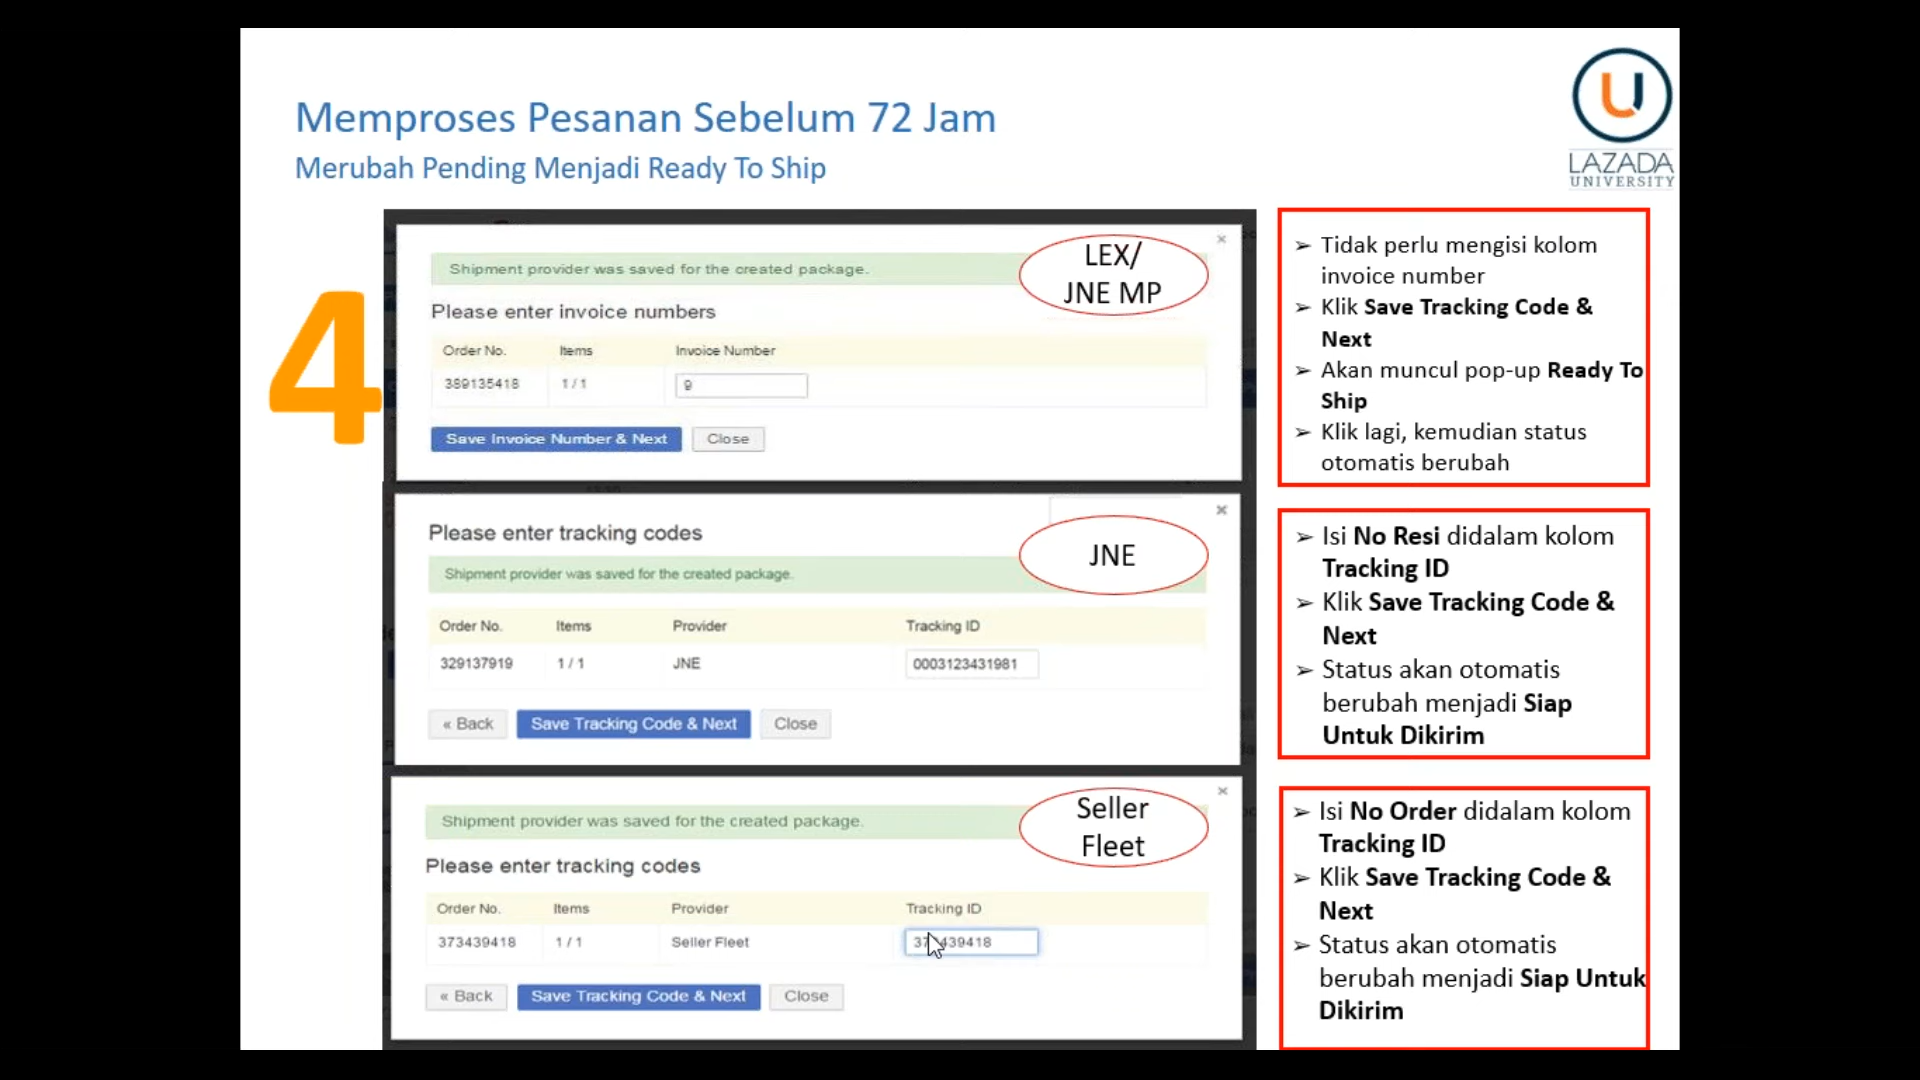 Memproses Pesanan Sebelum 72 Jam
Merubah Pending Menjadi Ready To Ship
LAZADA
UNIVERSITY
4
LEX/
JNE MP
×
Shipment provider was saved for the created package.
Please enter invoice numbers
Order No. Items Invoice Number
389135418 1 / 1 9
Save Invoice Number & Next Close
➢ Tidak perlu mengisi kolom
invoice number
➢ Klik Save Tracking Code &
Next
➢ Akan muncul pop-up Ready To
Ship
➢ Klik lagi, kemudian status
otomatis berubah
JNE
×
Please enter tracking codes
Shipment provider was saved for the created package.
Order No. Items Provider Tracking ID
329137919 1 / 1 JNE 0003123431981
« Back Save Tracking Code & Next Close
➢ Isi No Resi didalam kolom
Tracking ID
➢ Klik Save Tracking Code &
Next
➢ Status akan otomatis
berubah menjadi Siap
Untuk Dikirim
Seller
Fleet
×
Shipment provider was saved for the created package.
Please enter tracking codes
Order No. Items Provider Tracking ID
373439418 1 / 1 Seller Fleet
« Back Save Tracking Code & Next Close
➢ Isi No Order didalam kolom
Tracking ID
➢ Klik Save Tracking Code &
Next
➢ Status akan otomatis
berubah menjadi Siap Untuk
Dikirim